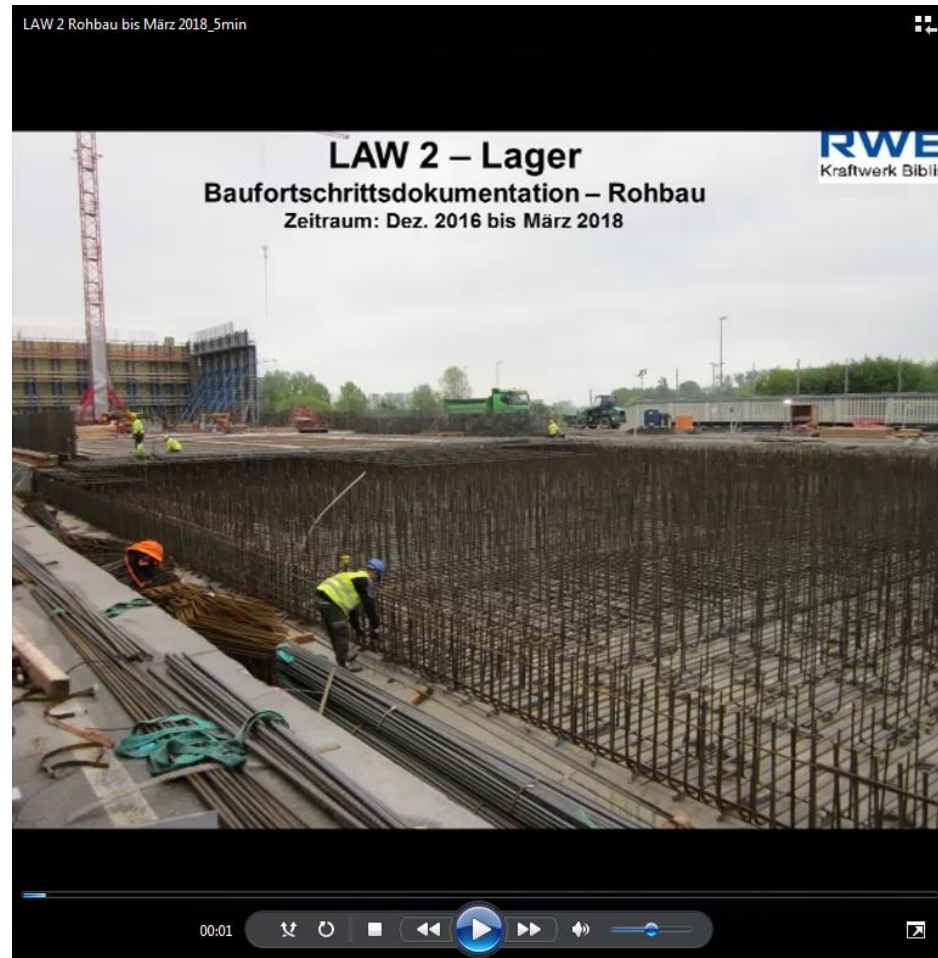 LAW 2 Rohbau bis März 2018_5min
LAW 2 – Lager
RWE
Kraftwerk Biblis
Baufortschrittsdokumentation – Rohbau
Zeitraum: Dez. 2016 bis März 2018
00:01